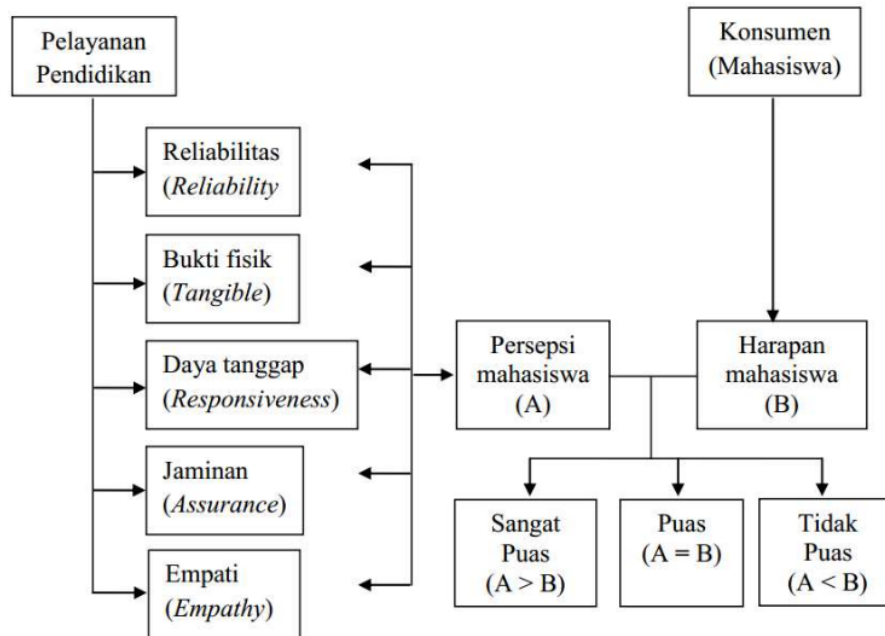 Pelayanan
Pendidikan
Konsumen
(Mahasiswa)
Reliabilitas
(Reliability
Bukti fisik
(Tangible)
Daya tanggap
(Responsiveness)
Jaminan
(Assurance)
Empati
(Empathy)
Persepsi
mahasiswa
(A)
Harapan
mahasiswa
(B)
Sangat
Puas
(A > B)
Puas
(A = B)
Tidak
Puas
(A < B)